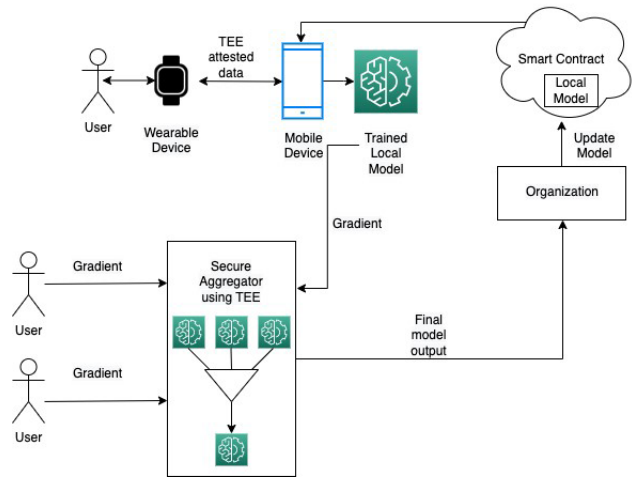 TEE
attested
data
Smart Contract
Local
Model
User
Wearable
Device
Mobile
Device
Trained
Local
Model
Update
Model
Organization
Gradient
Gradient
User
Secure
Aggregator
using TEE
Final
model
output
Gradient
User